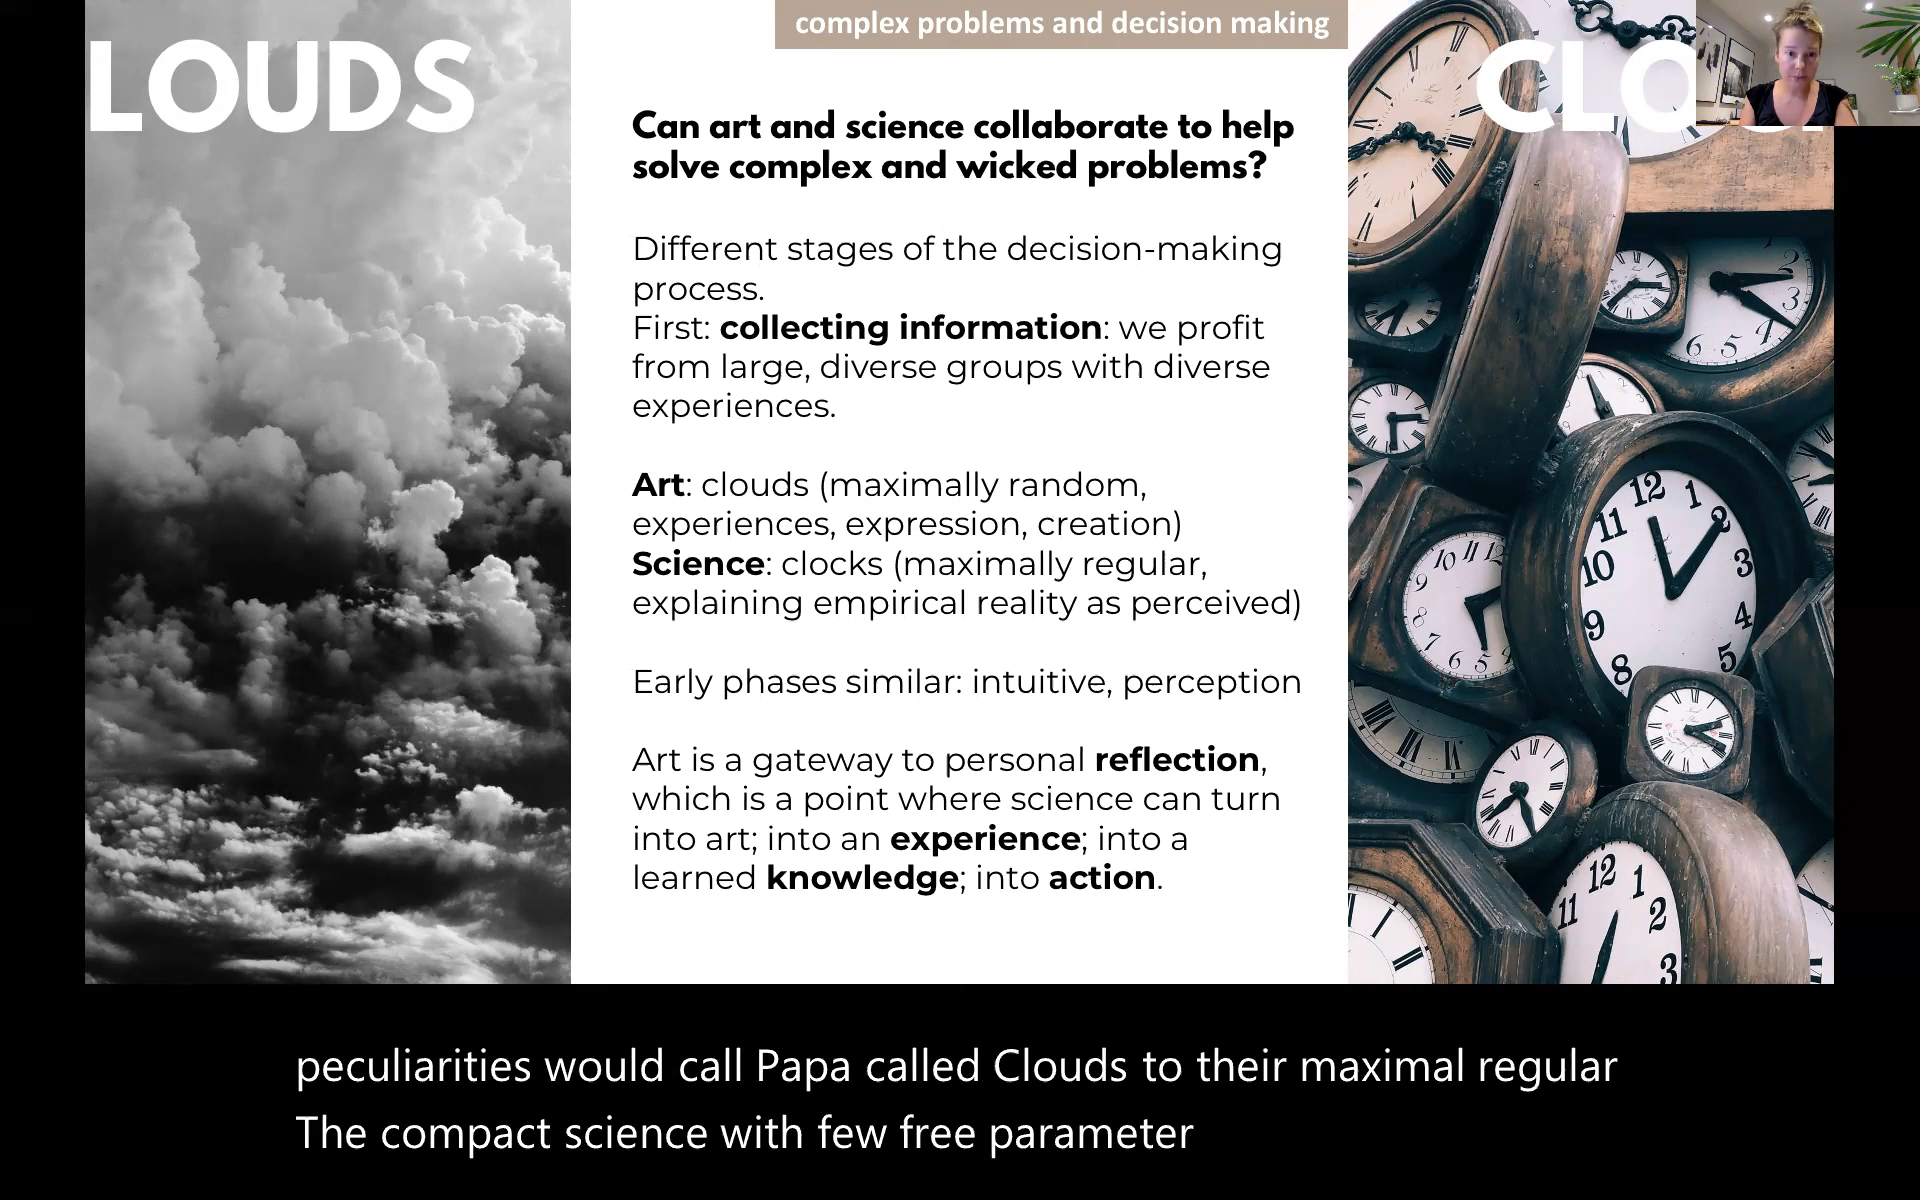 complex problems and decision making
LOUDS
CLO
Can art and science collaborate to help
solve complex and wicked problems?
Different stages of the decision-making
process.
First: collecting information: we profit
from large, diverse groups with diverse
experiences.
Art: clouds (maximally random,
experiences, expression, creation)
Science: clocks (maximally regular,
explaining empirical reality as perceived)
Early phases similar: intuitive, perception
Art is a gateway to personal reflection,
which is a point where science can turn
into art; into an experience; into a
learned knowledge; into action.
peculiarities would call Papa called Clouds to their maximal regular
The compact science with few free parameter